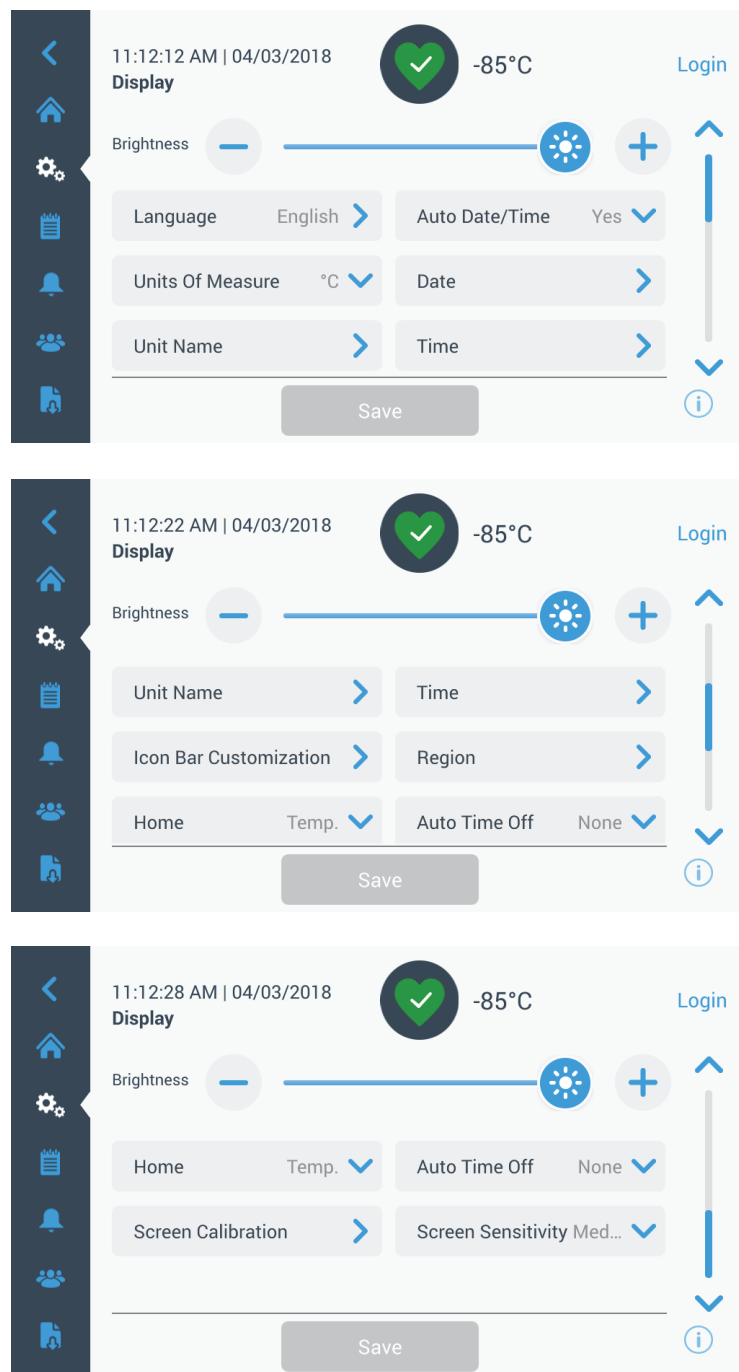 11:12:12 AM | 04/03/2018
Display
-85°C
Login
Brightness
Language English
Auto Date/Time Yes
Units Of Measure °C
Date
Unit Name
Time
Save
11:12:22 AM | 04/03/2018
Display
-85°C
Login
Brightness
Unit Name
Time
Icon Bar Customization
Region
Home Temp.
Auto Time Off None
Save
11:12:28 AM | 04/03/2018
Display
-85°C
Login
Brightness
Home Temp.
Auto Time Off None
Screen Calibration
Screen Sensitivity Med...
Save